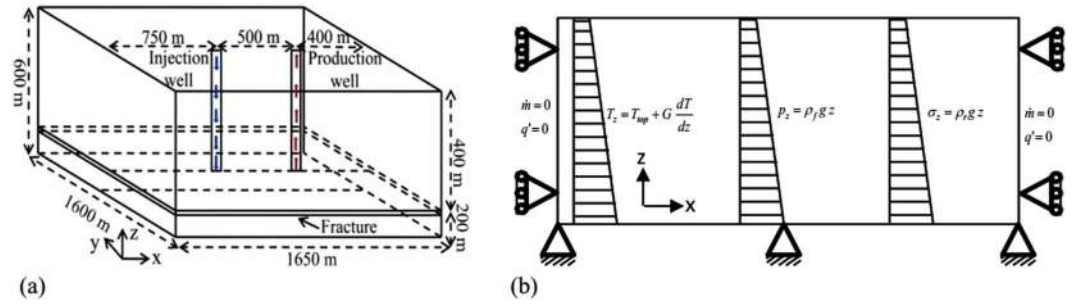 750 m
500 m
400 m
Injection
well
Production
well
600 m
400 m
200 m
Fracture
1600 m
1650 m
z
y
x
(a)
ṁ=0
q'=0
T_z = T_top + G dT/dz
p_z = ρ_f g z
σ_z = ρ_r g z
ṁ=0
q'=0
z
x
(b)